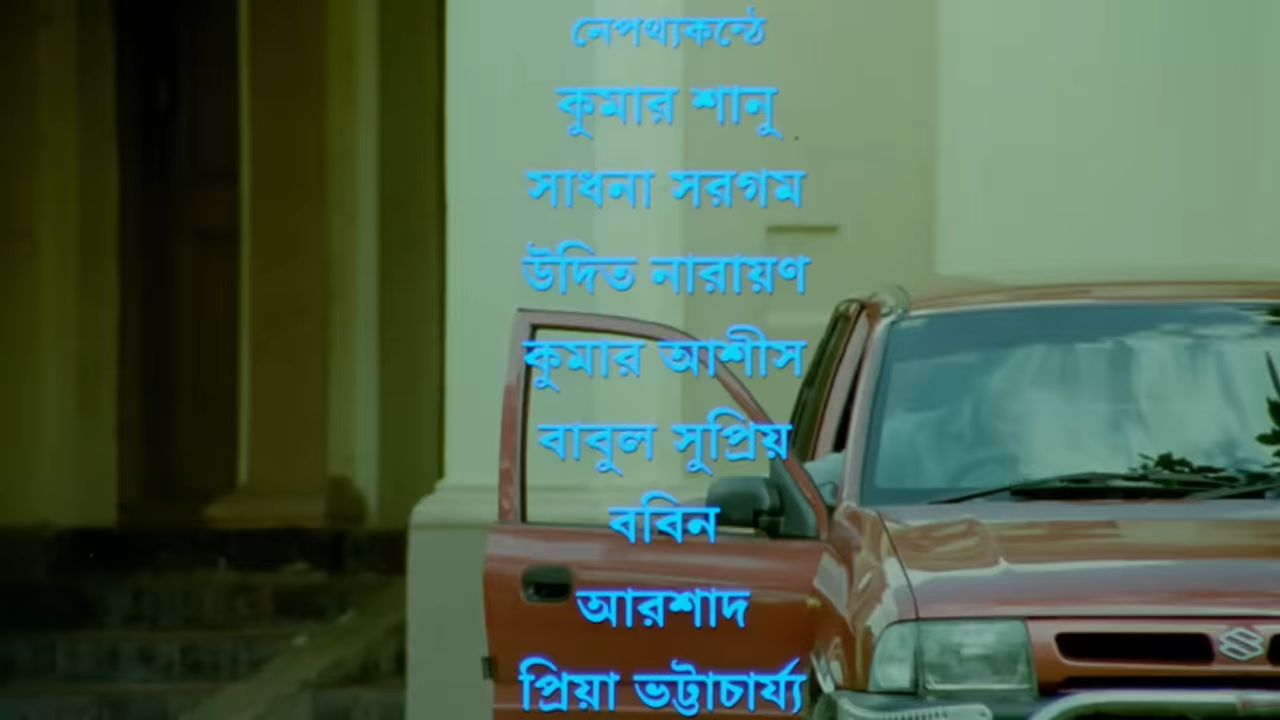 নেপথ্যকন্ঠে
কুমার শানু
সাধনা সরগম
উদিত নারায়ণ
কুমার আশীস
বাবুল সুপ্রিয়
ববিন
আরশাদ
প্রিয়া ভট্টাচার্য্য